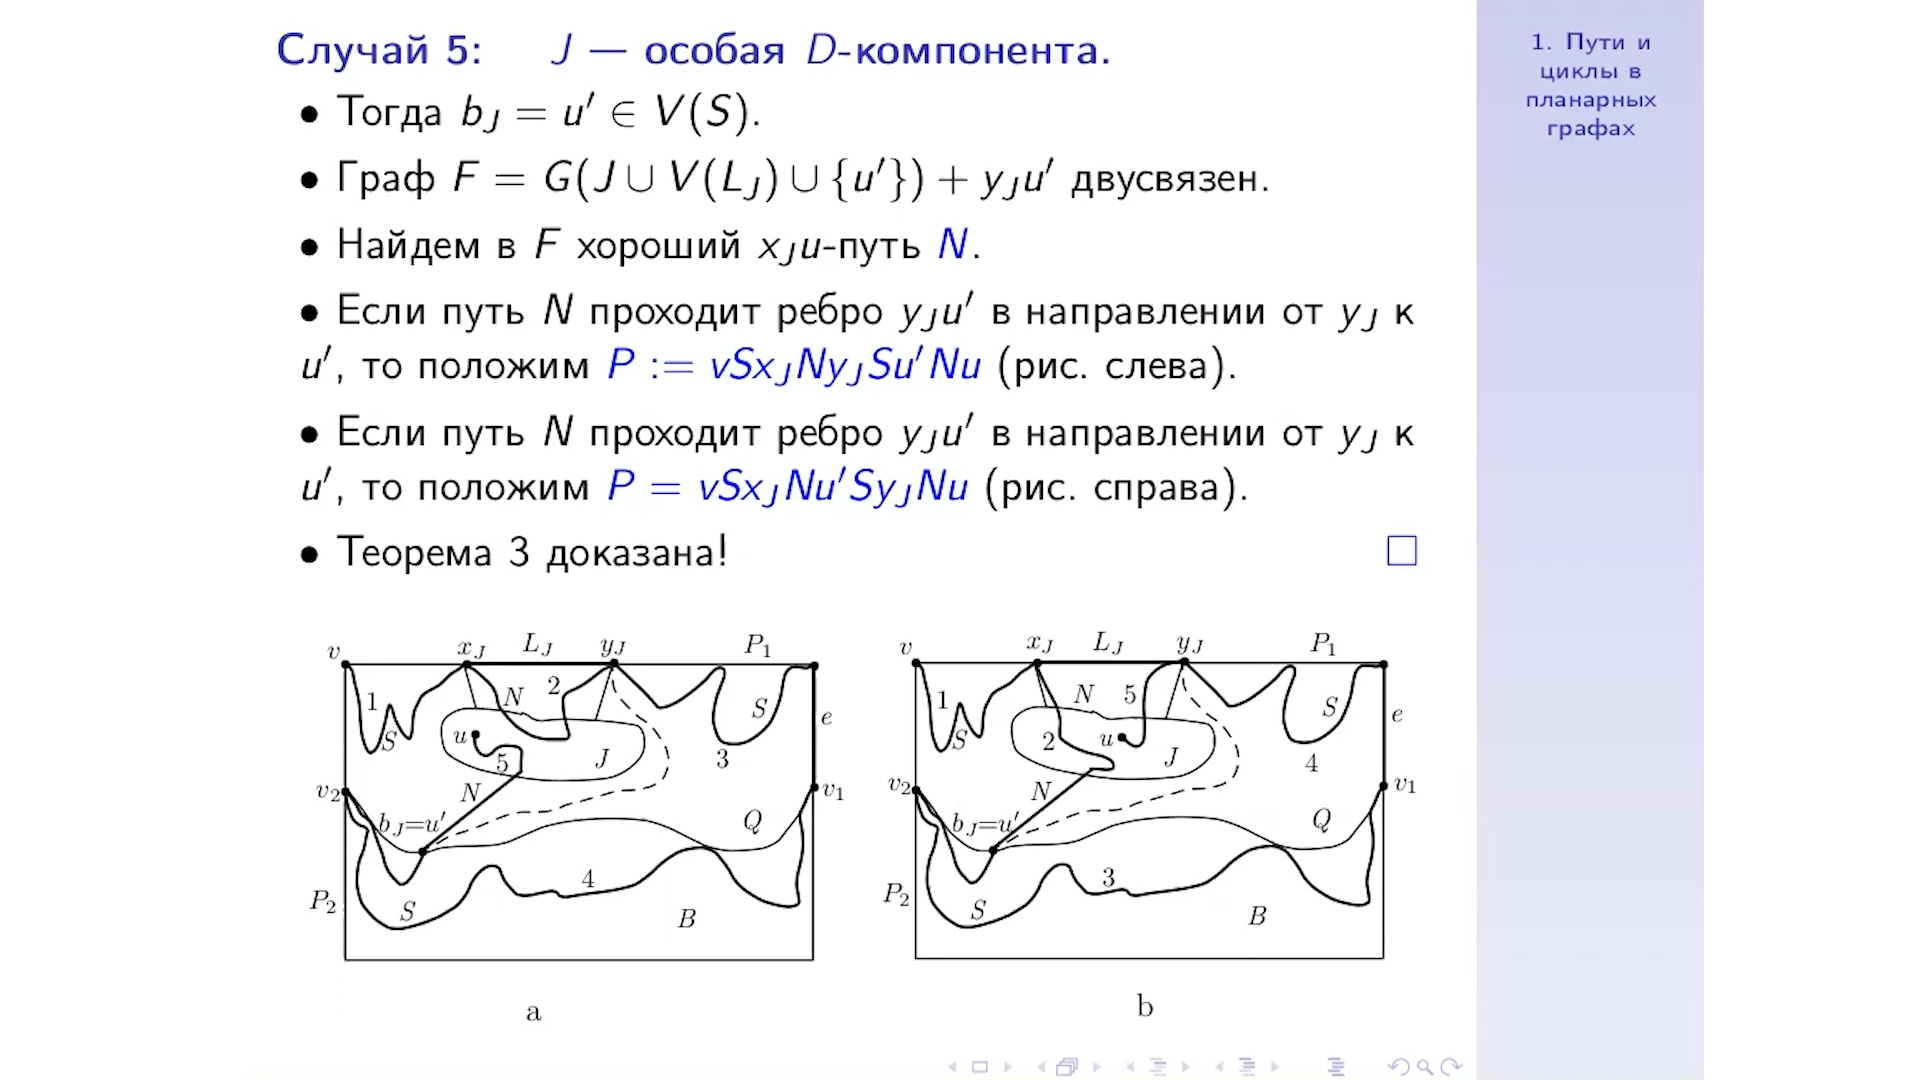 Случай 5: J — особая D-компонента.
• Тогда b_J = u′ ∈ V(S).
• Граф F = G(J ∪ V(L_J) ∪ {u′}) + y_J u′ двусвязен.
• Найдем в F хороший x_J u-путь N.
• Если путь N проходит ребро y_J u′ в направлении от y_J к
u′, то положим P := vSx_J Ny_J Su′Nu (рис. слева).
• Если путь N проходит ребро y_J u′ в направлении от y_J к
u′, то положим P = vSx_J Nu′Sy_J Nu (рис. справа).
• Теорема 3 доказана! □
1. Пути и
циклы в
планарных
графах
v x_J L_J y_J P_1
1 N 2 S e
S u 5 J 3
v_2 N v_1
b_J=u′ Q
4
P_2 S B
a
v x_J L_J y_J P_1
1 N 5 S e
S 2 u J 4
v_2 N v_1
b_J=u′ Q
3
P_2 S B
b